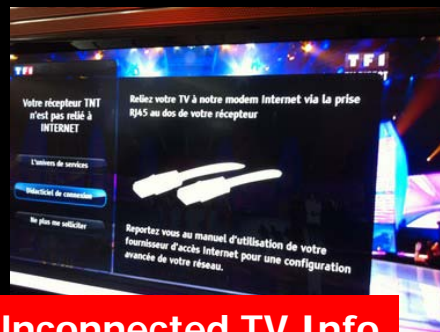 TF1
TF1
Votre récepteur TNT
n'est pas relié à
INTERNET
L'univers de services
Didacticiel de connexion
Ne plus me solliciter
Reliez votre TV à notre modem Internet via la prise
RJ45 au dos de votre récepteur
Reportez vous au manuel d'utilisation de votre
fournisseur d'accès Internet pour une configuration
avancée de votre réseau.
TV Info